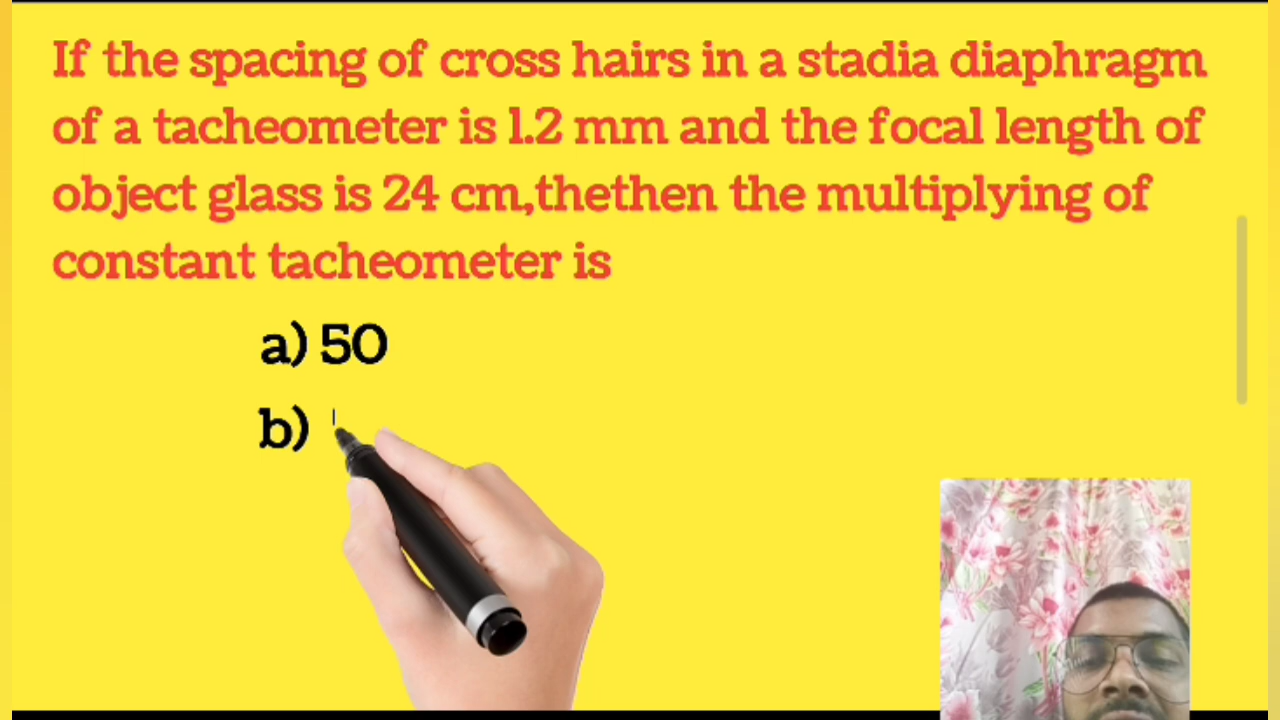 If the spacing of cross hairs in a stadia diaphragm
of a tacheometer is 1.2 mm and the focal length of
object glass is 24 cm,thethen the multiplying of
constant tacheometer is
a) 50
b)